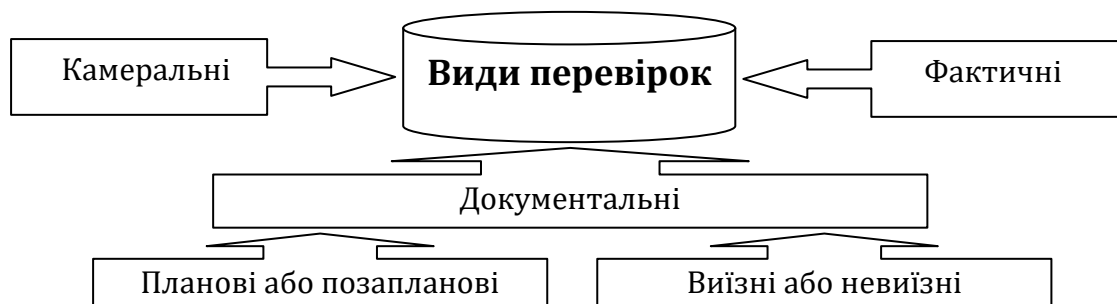 Камеральні
Види перевірок
Фактичні
Документальні
Планові або позапланові
Виїзні або невиїзні